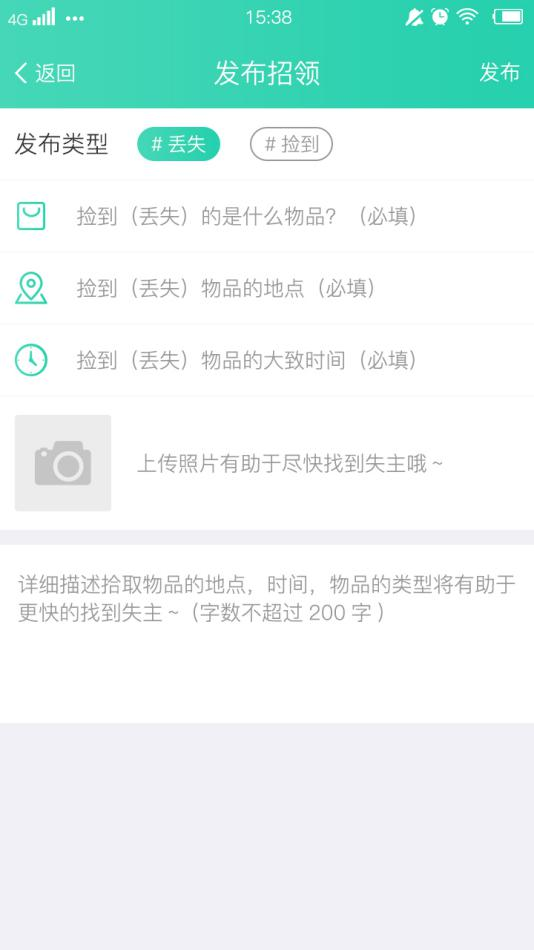 4G 15:38
返回 发布招领 发布
发布类型 # 丢失 # 捡到
捡到（丢失）的是什么物品？（必填）
捡到（丢失）物品的地点（必填）
捡到（丢失）物品的大致时间（必填）
上传照片有助于尽快找到失主哦 ~
详细描述拾取物品的地点，时间，物品的类型将有助于
更快的找到失主 ~（字数不超过 200 字 ）